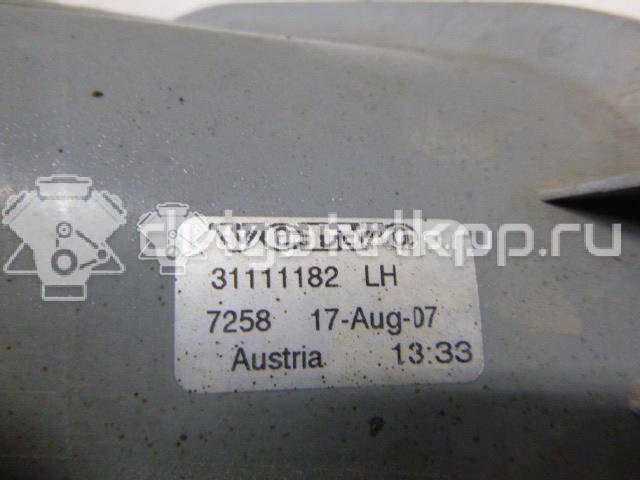 VOLVO
31111182 LH
7258 17-Aug-07
Austria 13:33